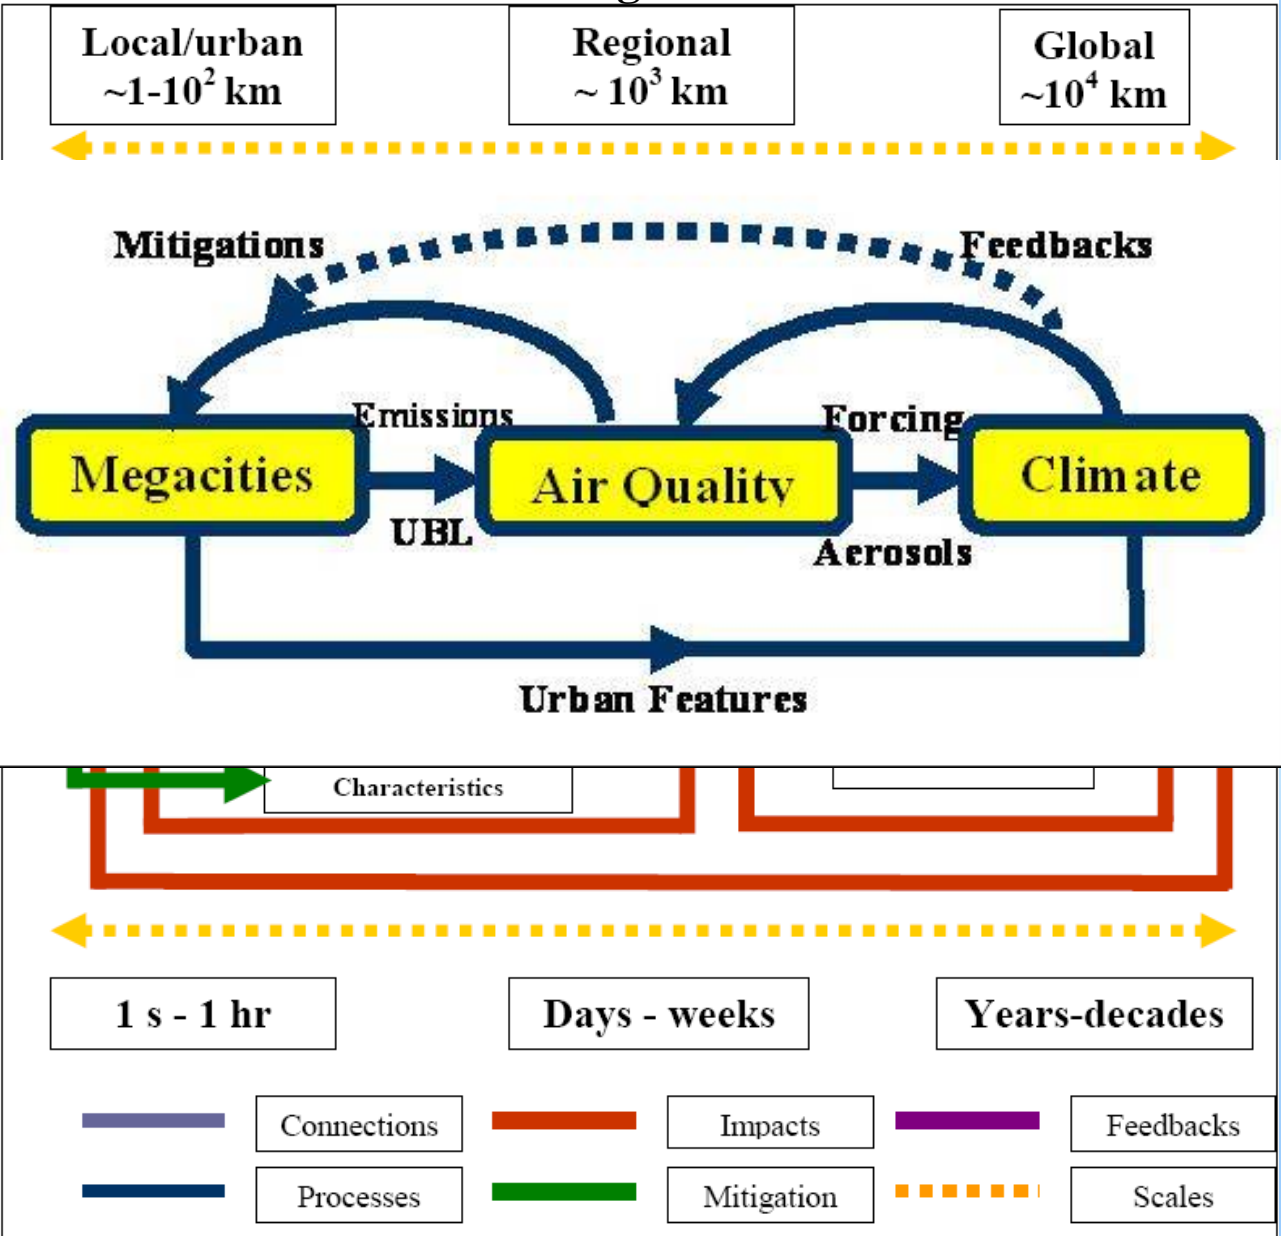 Local/urban
~1-10² km
Regional
~ 10³ km
Global
~10⁴ km
Mitigations
Feedbacks
Emissions
Forcing
Megacities
Air Quality
Climate
UBL
Aerosols
Urban Features
Characteristics
1 s - 1 hr
Days - weeks
Years-decades
Connections
Impacts
Feedbacks
Processes
Mitigation
Scales